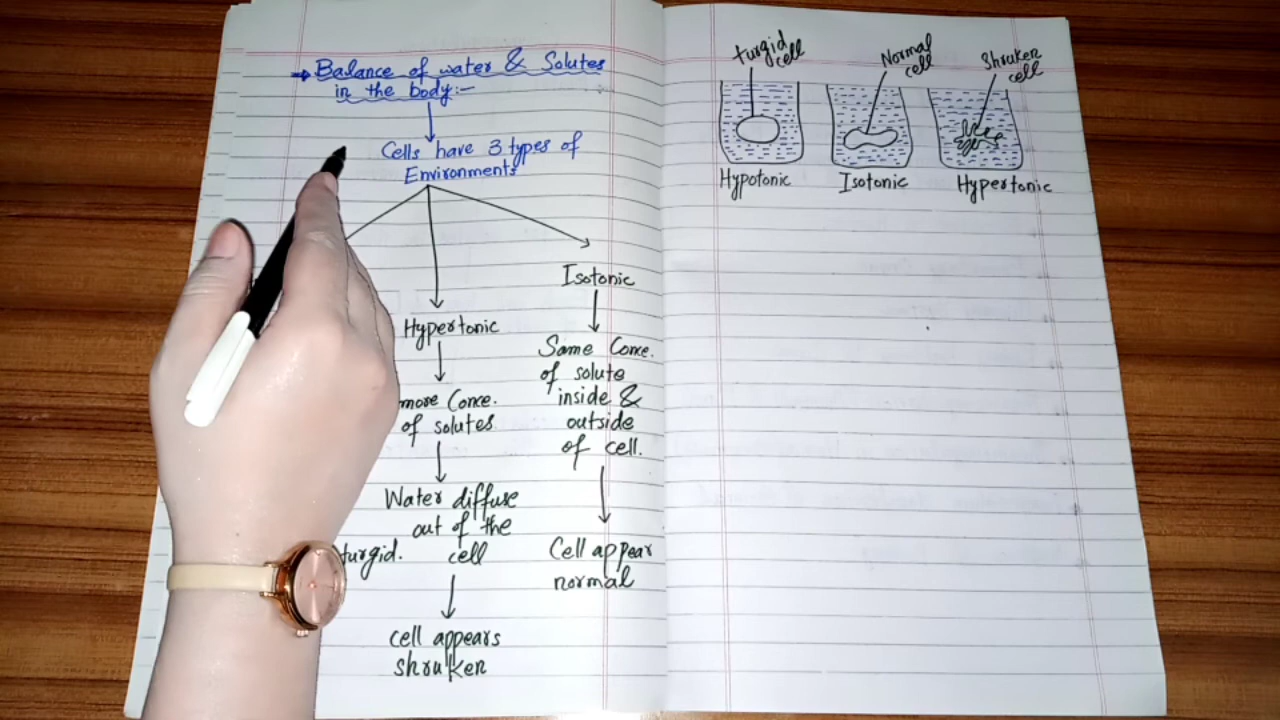 Balance of water & Solutes
in the body:-
Cells have 3 types of
Environments
Hypertonic
more Conc.
of solutes
Water diffuse
out of the
cell
cell appears
shruken
turgid.
Isotonic
Same Conc.
of solute
inside &
outside
of cell.
Cell appear
normal
turgid
cell
Normal
cell
Shruken
cell
Hypotonic
Isotonic
Hypertonic